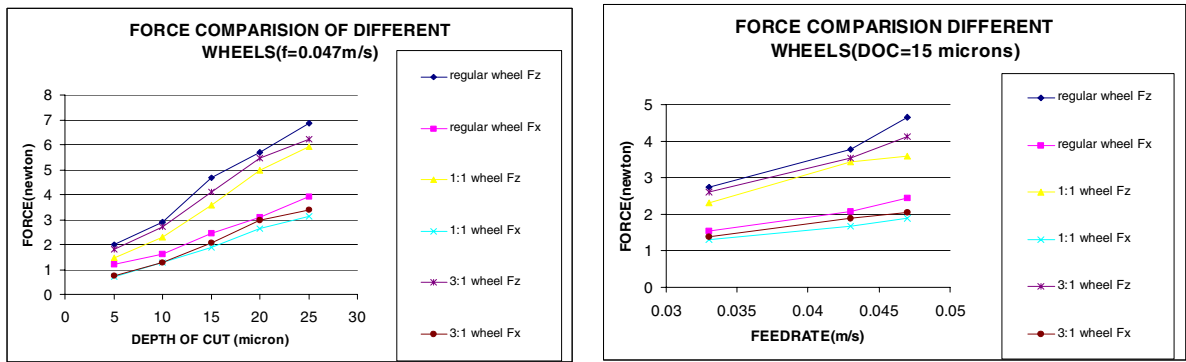 FORCE COMPARISION OF DIFFERENT
WHEELS(f=0.047m/s)
FORCE(newton)
8
7
6
5
4
3
2
1
0
0 5 10 15 20 25 30
DEPTH OF CUT (micron)
regular wheel Fz
regular wheel Fx
1:1 wheel Fz
1:1 wheel Fx
3:1 wheel Fz
3:1 wheel Fx
FORCE COMPARISION DIFFERENT
WHEELS(DOC=15 microns)
FORCE(newton)
5
4
3
2
1
0
0.03 0.035 0.04 0.045 0.05
FEEDRATE(m/s)
regular wheel Fz
regular wheel Fx
1:1 wheel Fz
1:1 wheel Fx
3:1 wheel Fz
3:1 wheel Fx